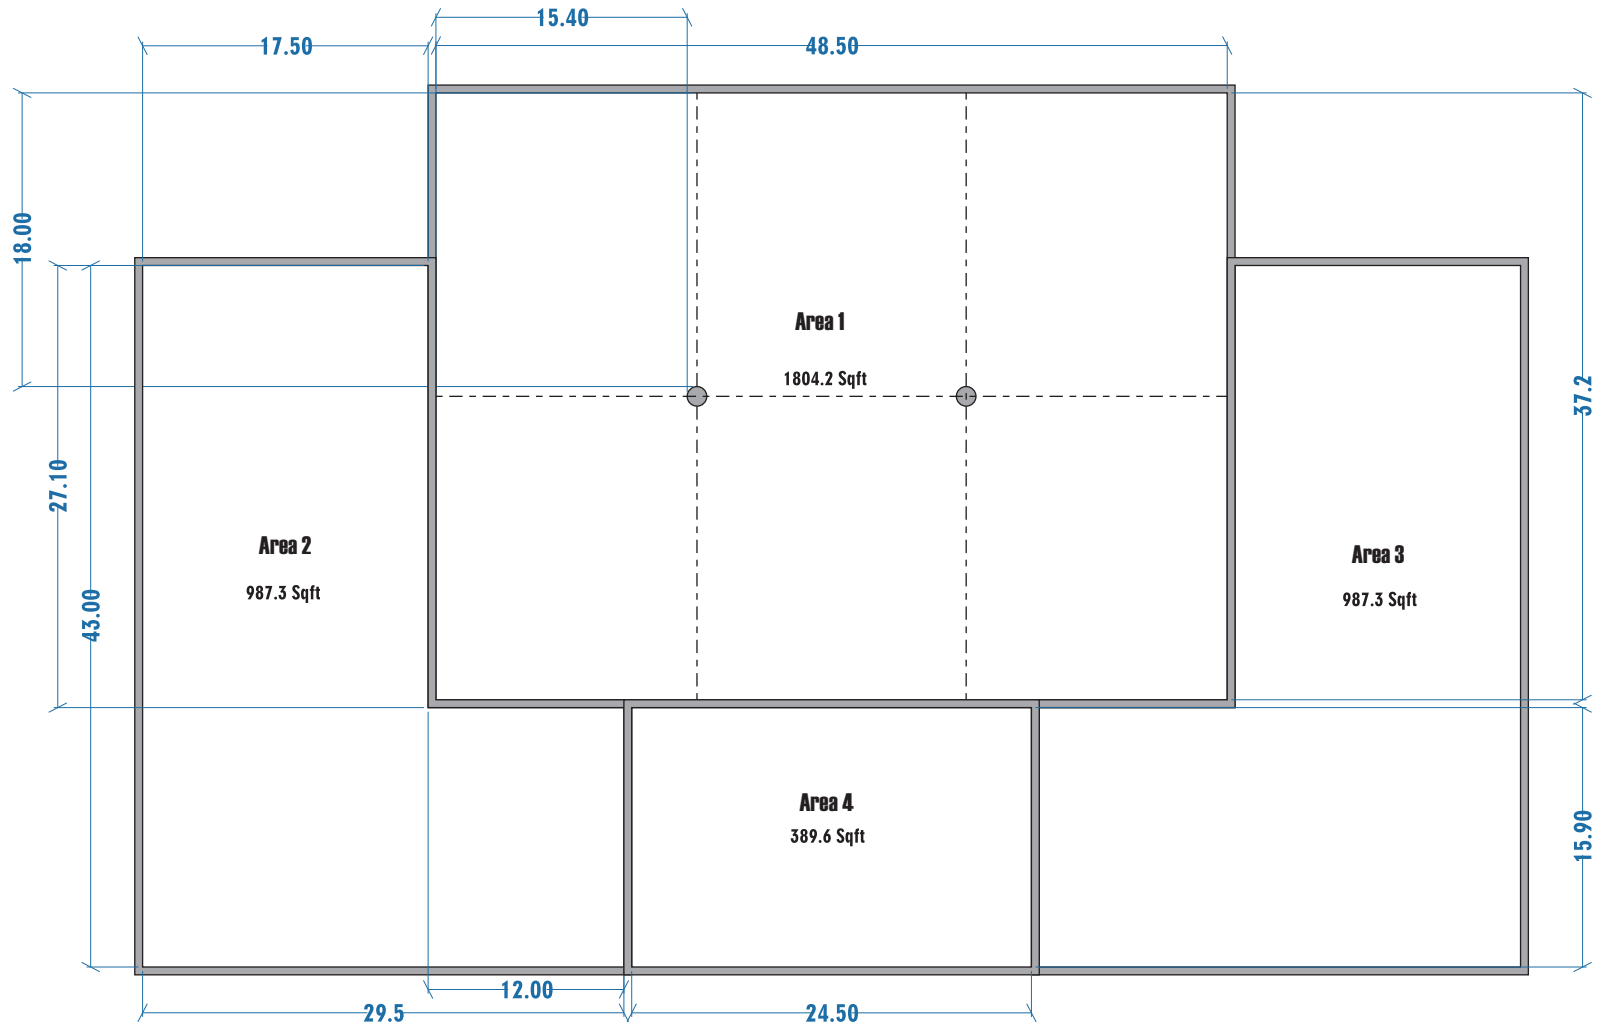 15.40
17.50
48.50
18.00
Area 1
1804.2 Sqft
37.2
27.10
Area 2
987.3 Sqft
Area 3
987.3 Sqft
43.00
Area 4
389.6 Sqft
15.90
12.00
29.5
24.50